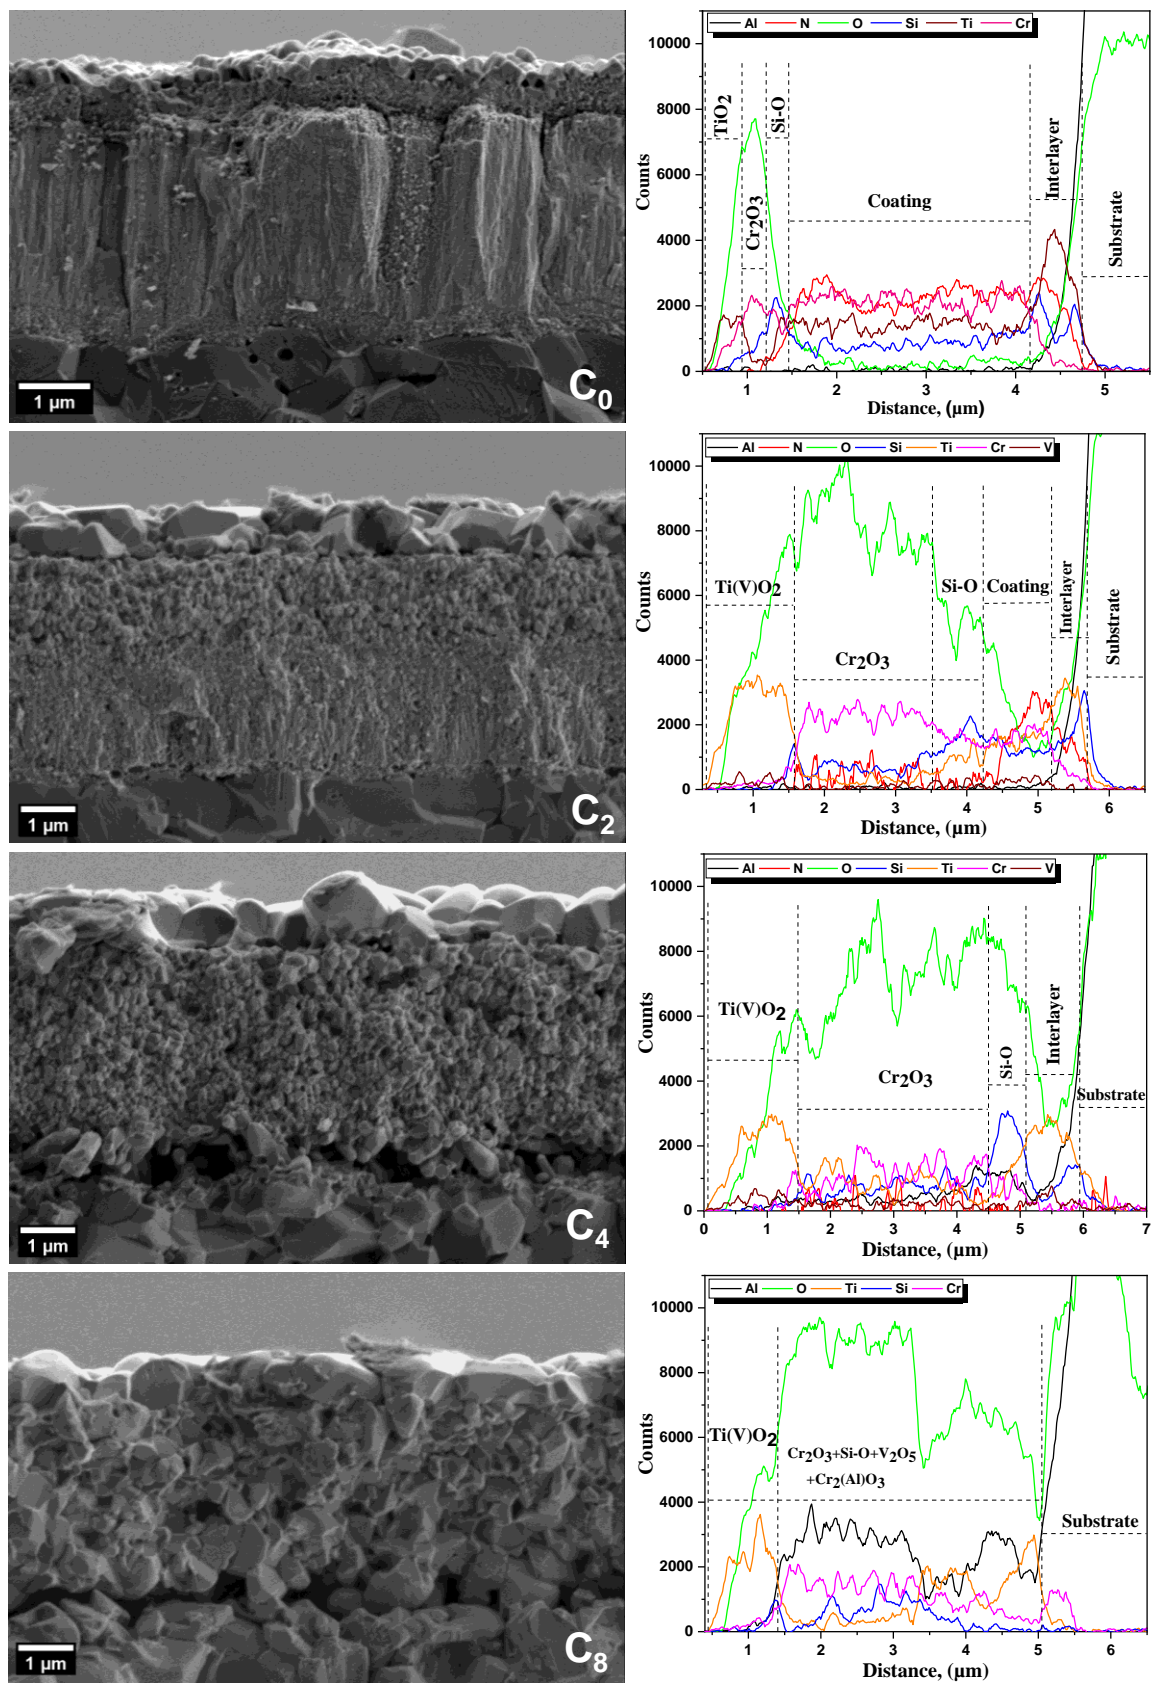 Al N O Si Ti Cr
10000
8000
6000
4000
2000
0
Counts
TiO2
Cr2O3
Si-O
Coating
Interlayer
Substrate
1 2 3 4 5
Distance, (μm)
1 μm
C0
Al N O Si Ti Cr V
10000
8000
6000
4000
2000
0
Counts
Ti(V)O2
Cr2O3
Si-O
Coating
Interlayer
Substrate
1 2 3 4 5 6
Distance, (μm)
1 μm
C2
Al N O Si Ti Cr V
10000
8000
6000
4000
2000
0
Counts
Ti(V)O2
Cr2O3
Si-O
Interlayer
Substrate
0 1 2 3 4 5 6 7
Distance, (μm)
1 μm
C4
Al O Ti Si Cr
10000
8000
6000
4000
2000
0
Counts
Ti(V)O2
Cr2O3+Si-O+V2O5
+Cr2(Al)O3
Substrate
1 2 3 4 5 6
Distance, (μm)
1 μm
C8